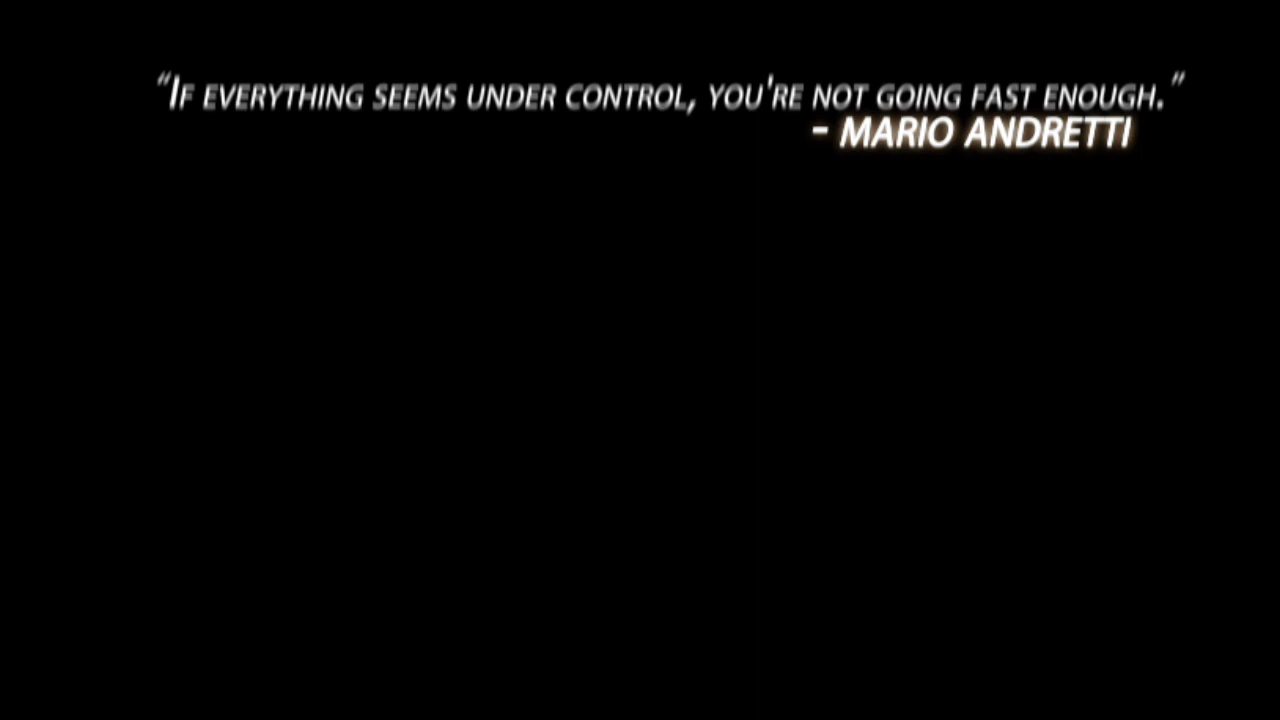 “If everything seems under control, you're not going fast enough.”
- MARIO ANDRETTI